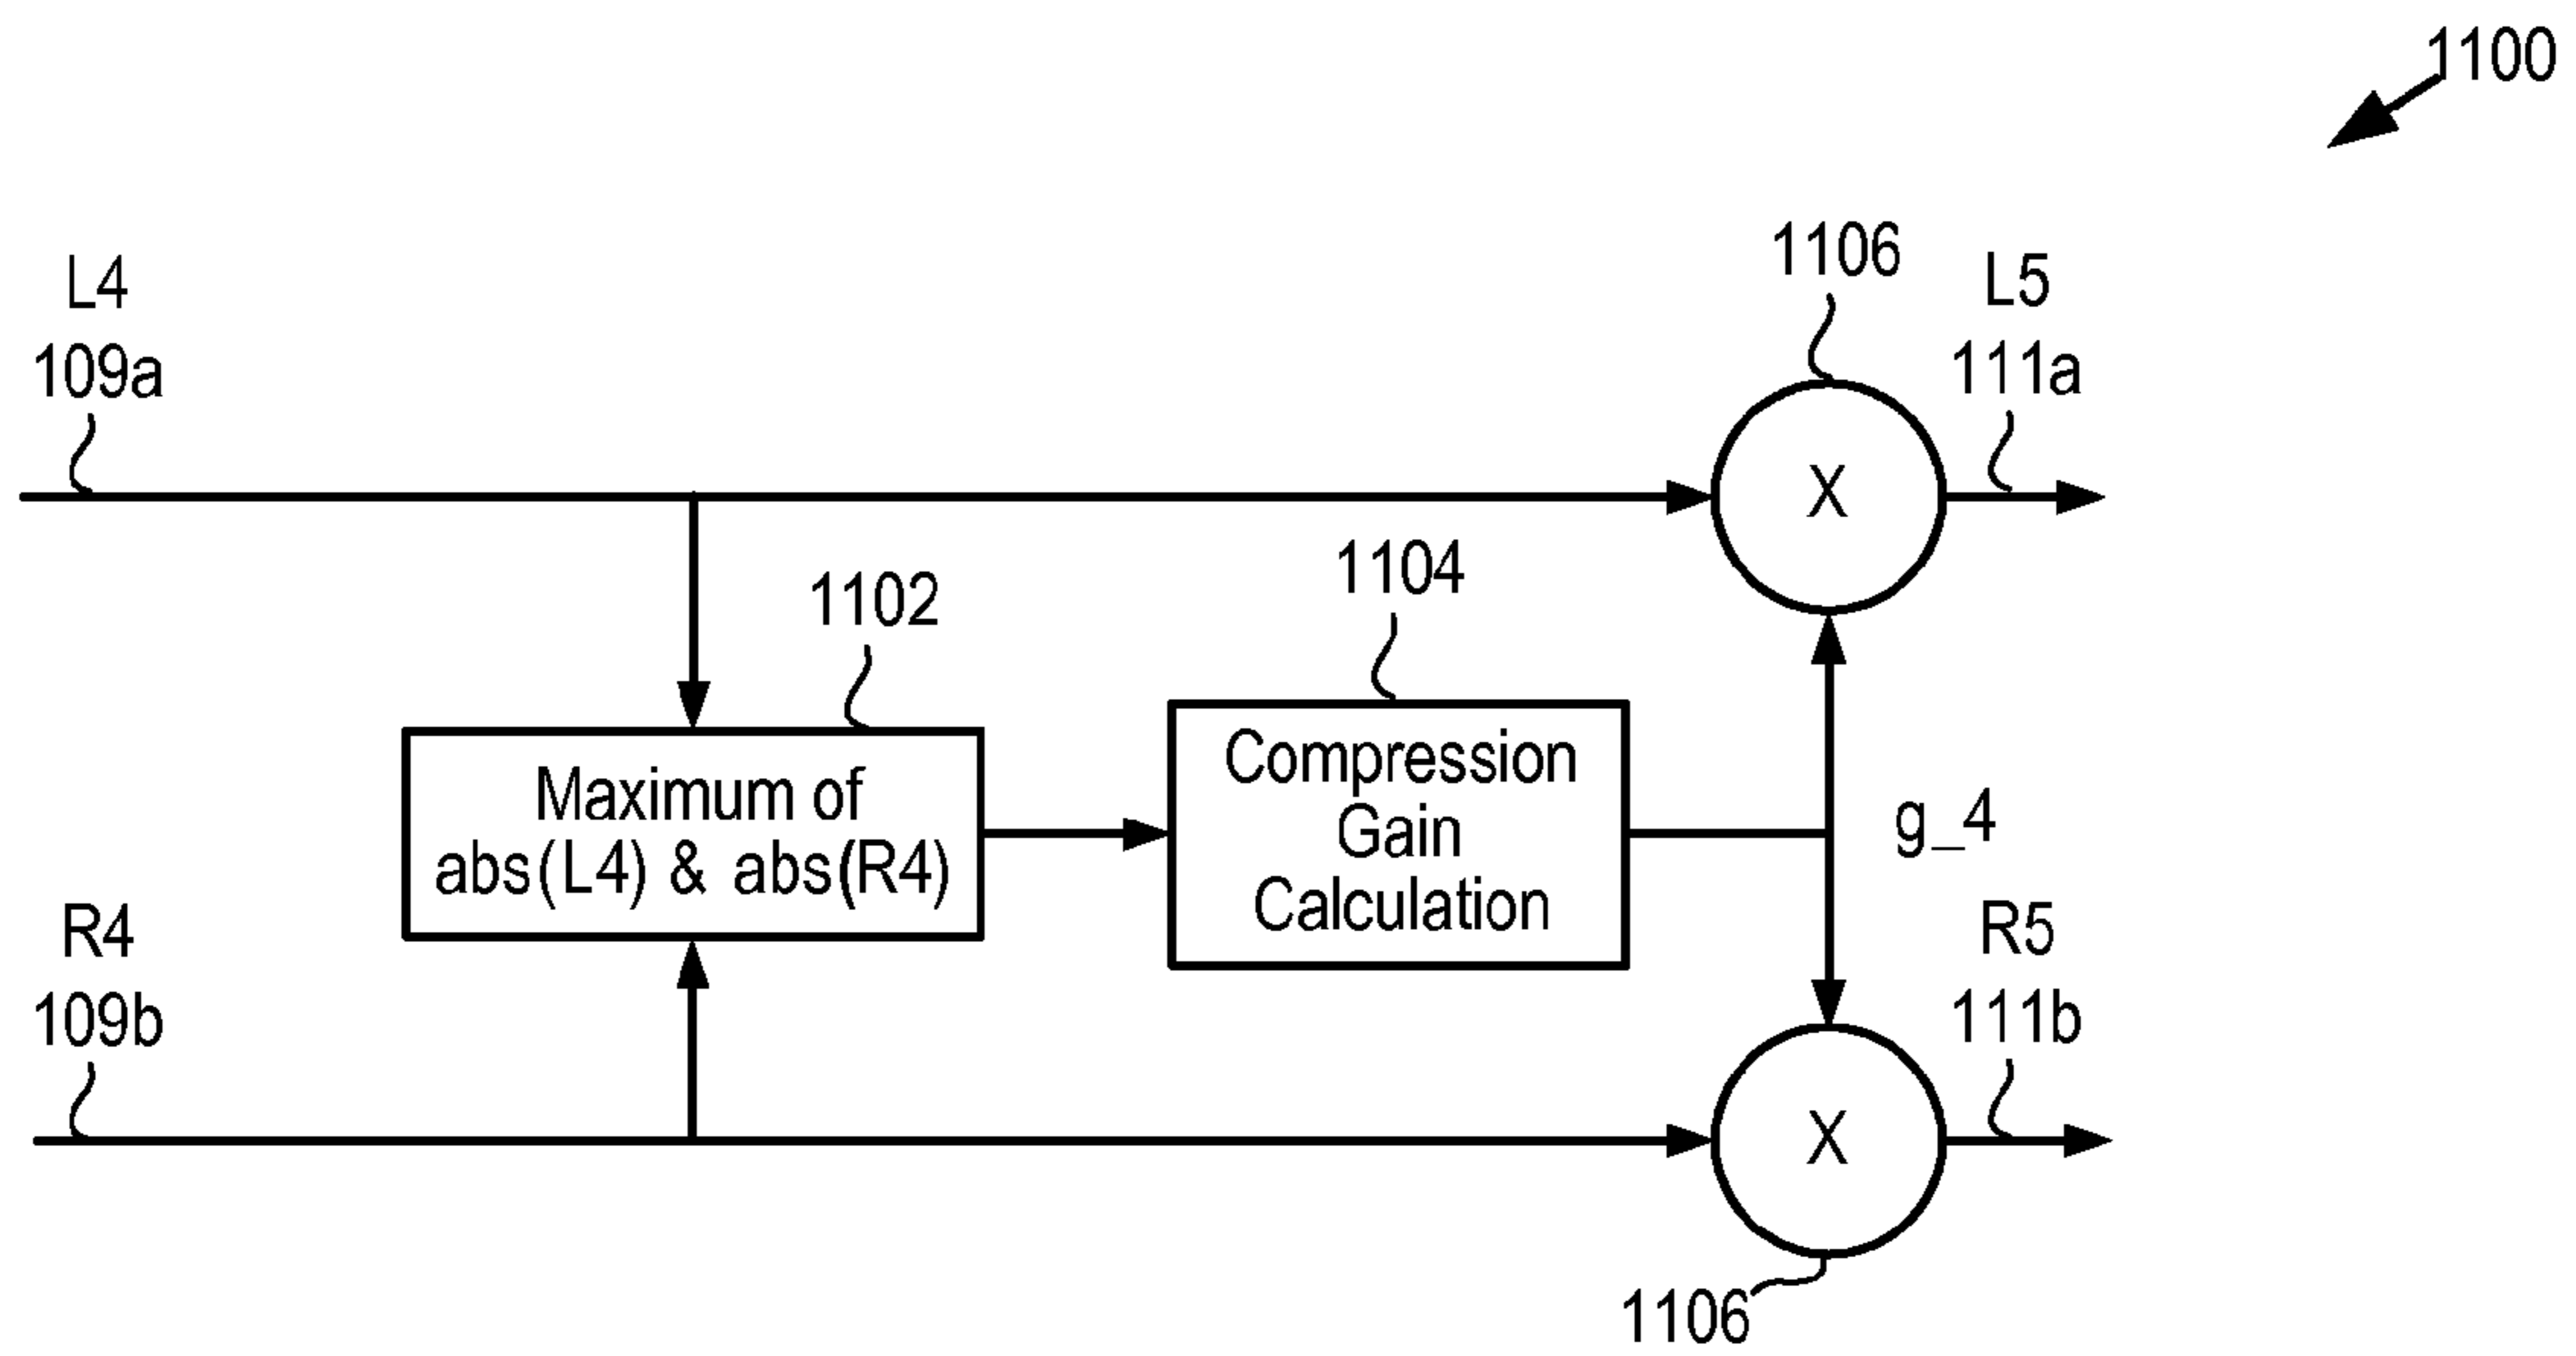 1100
1106
L4
109a
L5
111a
X
1102
1104
Maximum of
abs(L4) & abs(R4)
Compression
Gain
Calculation
g_4
R4
109b
R5
111b
X
1106